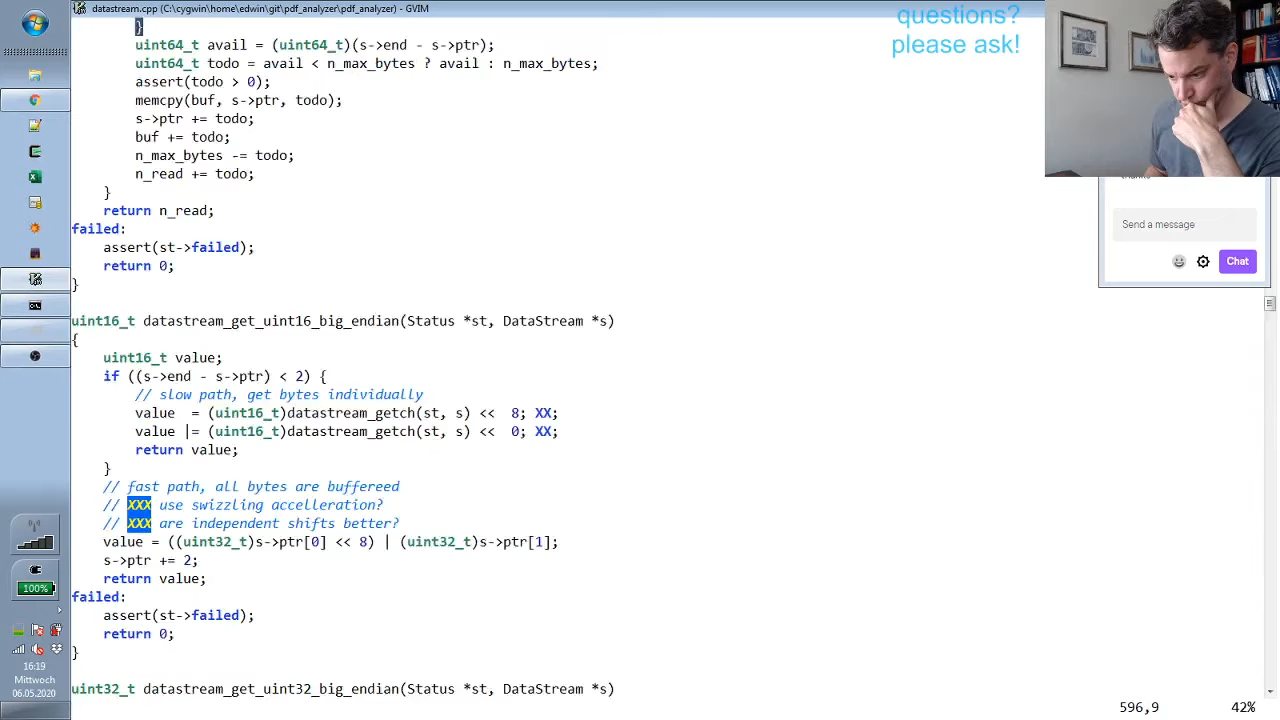 datastream.cpp (C:\cygwin\home\edwin\git\pdf_analyzer\pdf_analyzer) - GVIM
questions?
please ask!
}
uint64_t avail = (uint64_t)(s->end - s->ptr);
uint64_t todo = avail < n_max_bytes ? avail : n_max_bytes;
assert(todo > 0);
memcpy(buf, s->ptr, todo);
s->ptr += todo;
buf += todo;
n_max_bytes -= todo;
n_read += todo;
}
return n_read;
failed:
assert(st->failed);
return 0;
}
uint16_t datastream_get_uint16_big_endian(Status *st, DataStream *s)
{
uint16_t value;
if ((s->end - s->ptr) < 2) {
// slow path, get bytes individually
value  = (uint16_t)datastream_getch(st, s) <<  8; XX;
value |= (uint16_t)datastream_getch(st, s) <<  0; XX;
return value;
}
// fast path, all bytes are buffereed
// XXX use swizzling accelleration?
// XXX are independent shifts better?
value = ((uint32_t)s->ptr[0] << 8) | (uint32_t)s->ptr[1];
s->ptr += 2;
return value;
failed:
assert(st->failed);
return 0;
}
uint32_t datastream_get_uint32_big_endian(Status *st, DataStream *s)
596,9 42%
Send a message
Chat
100%
16:19
Mittwoch
06.05.2020